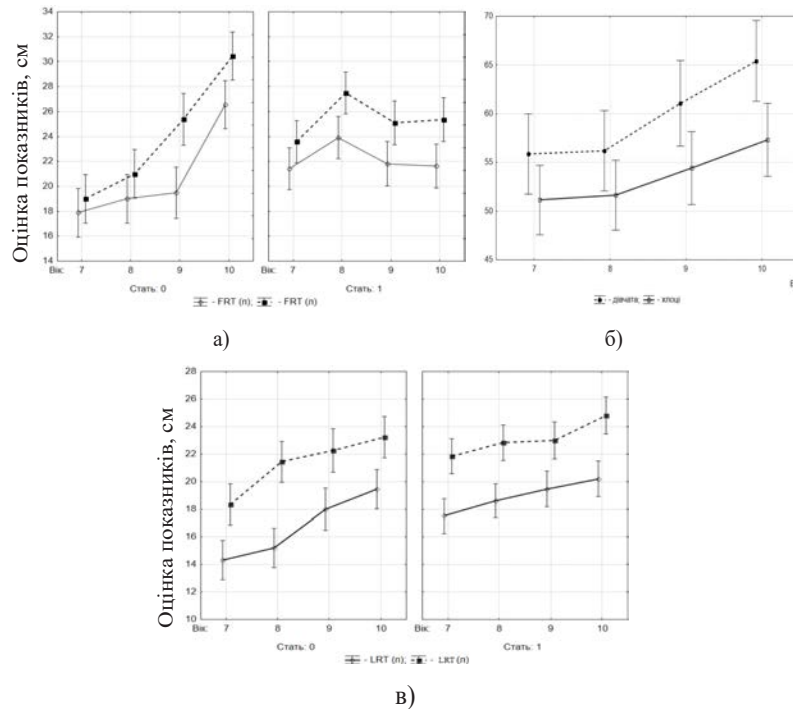 Оцінка показників, см
34
32
30
28
26
24
22
20
18
16
14
Вік: 7 8 9 10 7 8 9 10
Стать: 0 Стать: 1
- FRT (л); - FRT (п)
а)
70
65
60
55
50
45
7 8 9 10
В
- дівчата; - хлопці
б)
Оцінка показників, см
28
26
24
22
20
18
16
14
12
10
Вік: 7 8 9 10 7 8 9 10
Стать: 0 Стать: 1
- LRT (л); - LRT (л)
в)